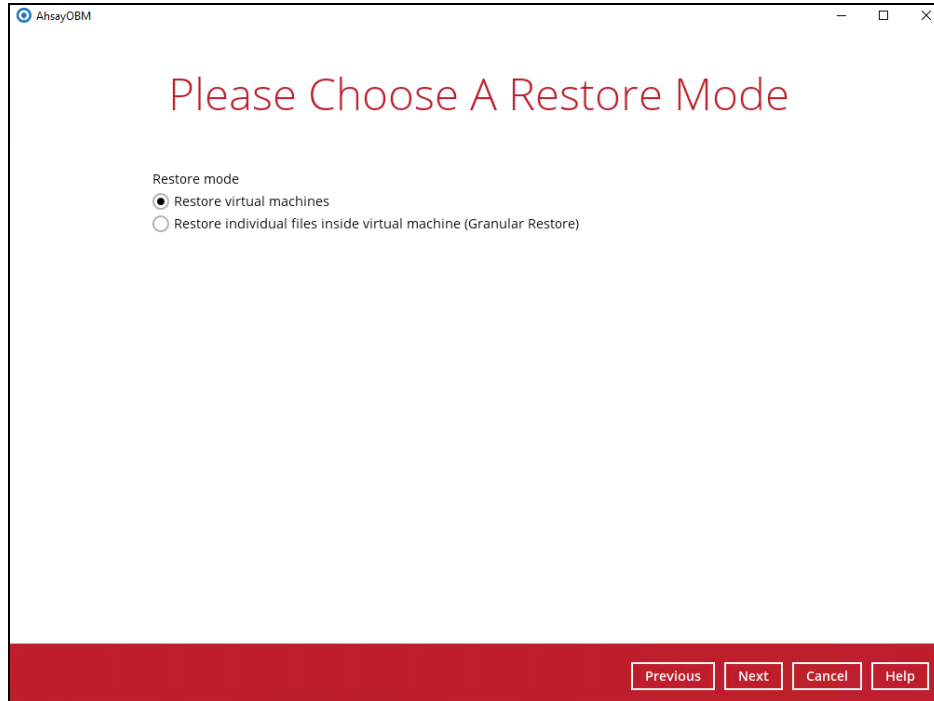 AhsayOBM
Please Choose A Restore Mode
Restore mode
Restore virtual machines
Restore individual files inside virtual machine (Granular Restore)
Previous Next Cancel Help